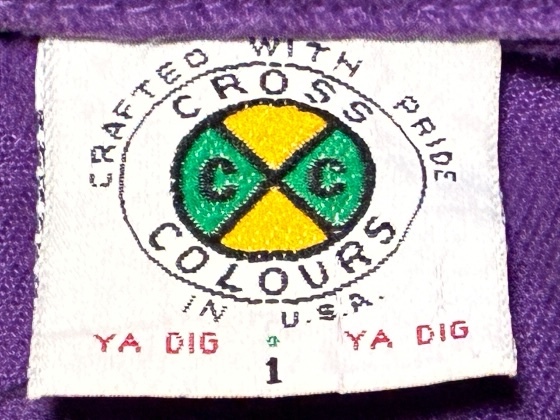 CRAFTED WITH PRIDE
CROSS
C C
COLOURS
IN U.S.A.
YA DIG YA DIG
1